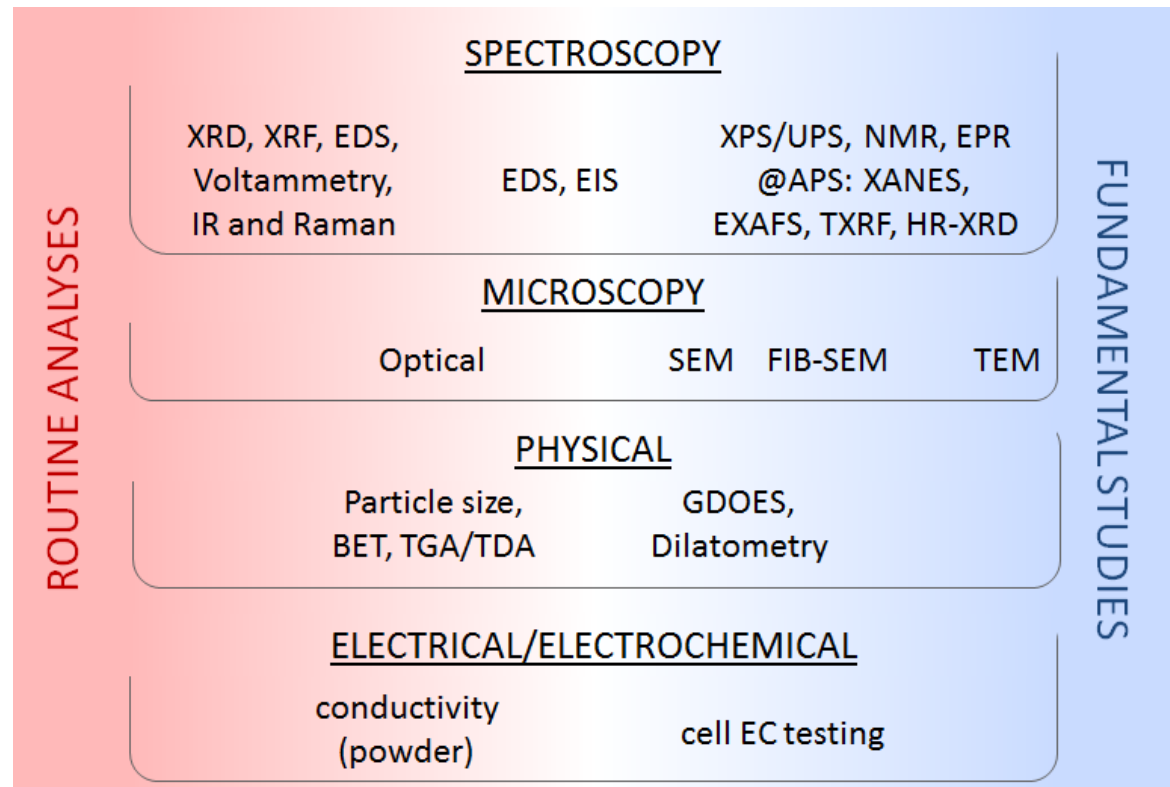 ROUTINE ANALYSES
SPECTROSCOPY
XRD, XRF, EDS,
Voltammetry,
IR and Raman
EDS, EIS
XPS/UPS, NMR, EPR
@APS: XANES,
EXAFS, TXRF, HR-XRD
MICROSCOPY
Optical
SEM
FIB-SEM
TEM
PHYSICAL
Particle size,
BET, TGA/TDA
GDOES,
Dilatometry
ELECTRICAL/ELECTROCHEMICAL
conductivity
(powder)
cell EC testing
FUNDAMENTAL STUDIES